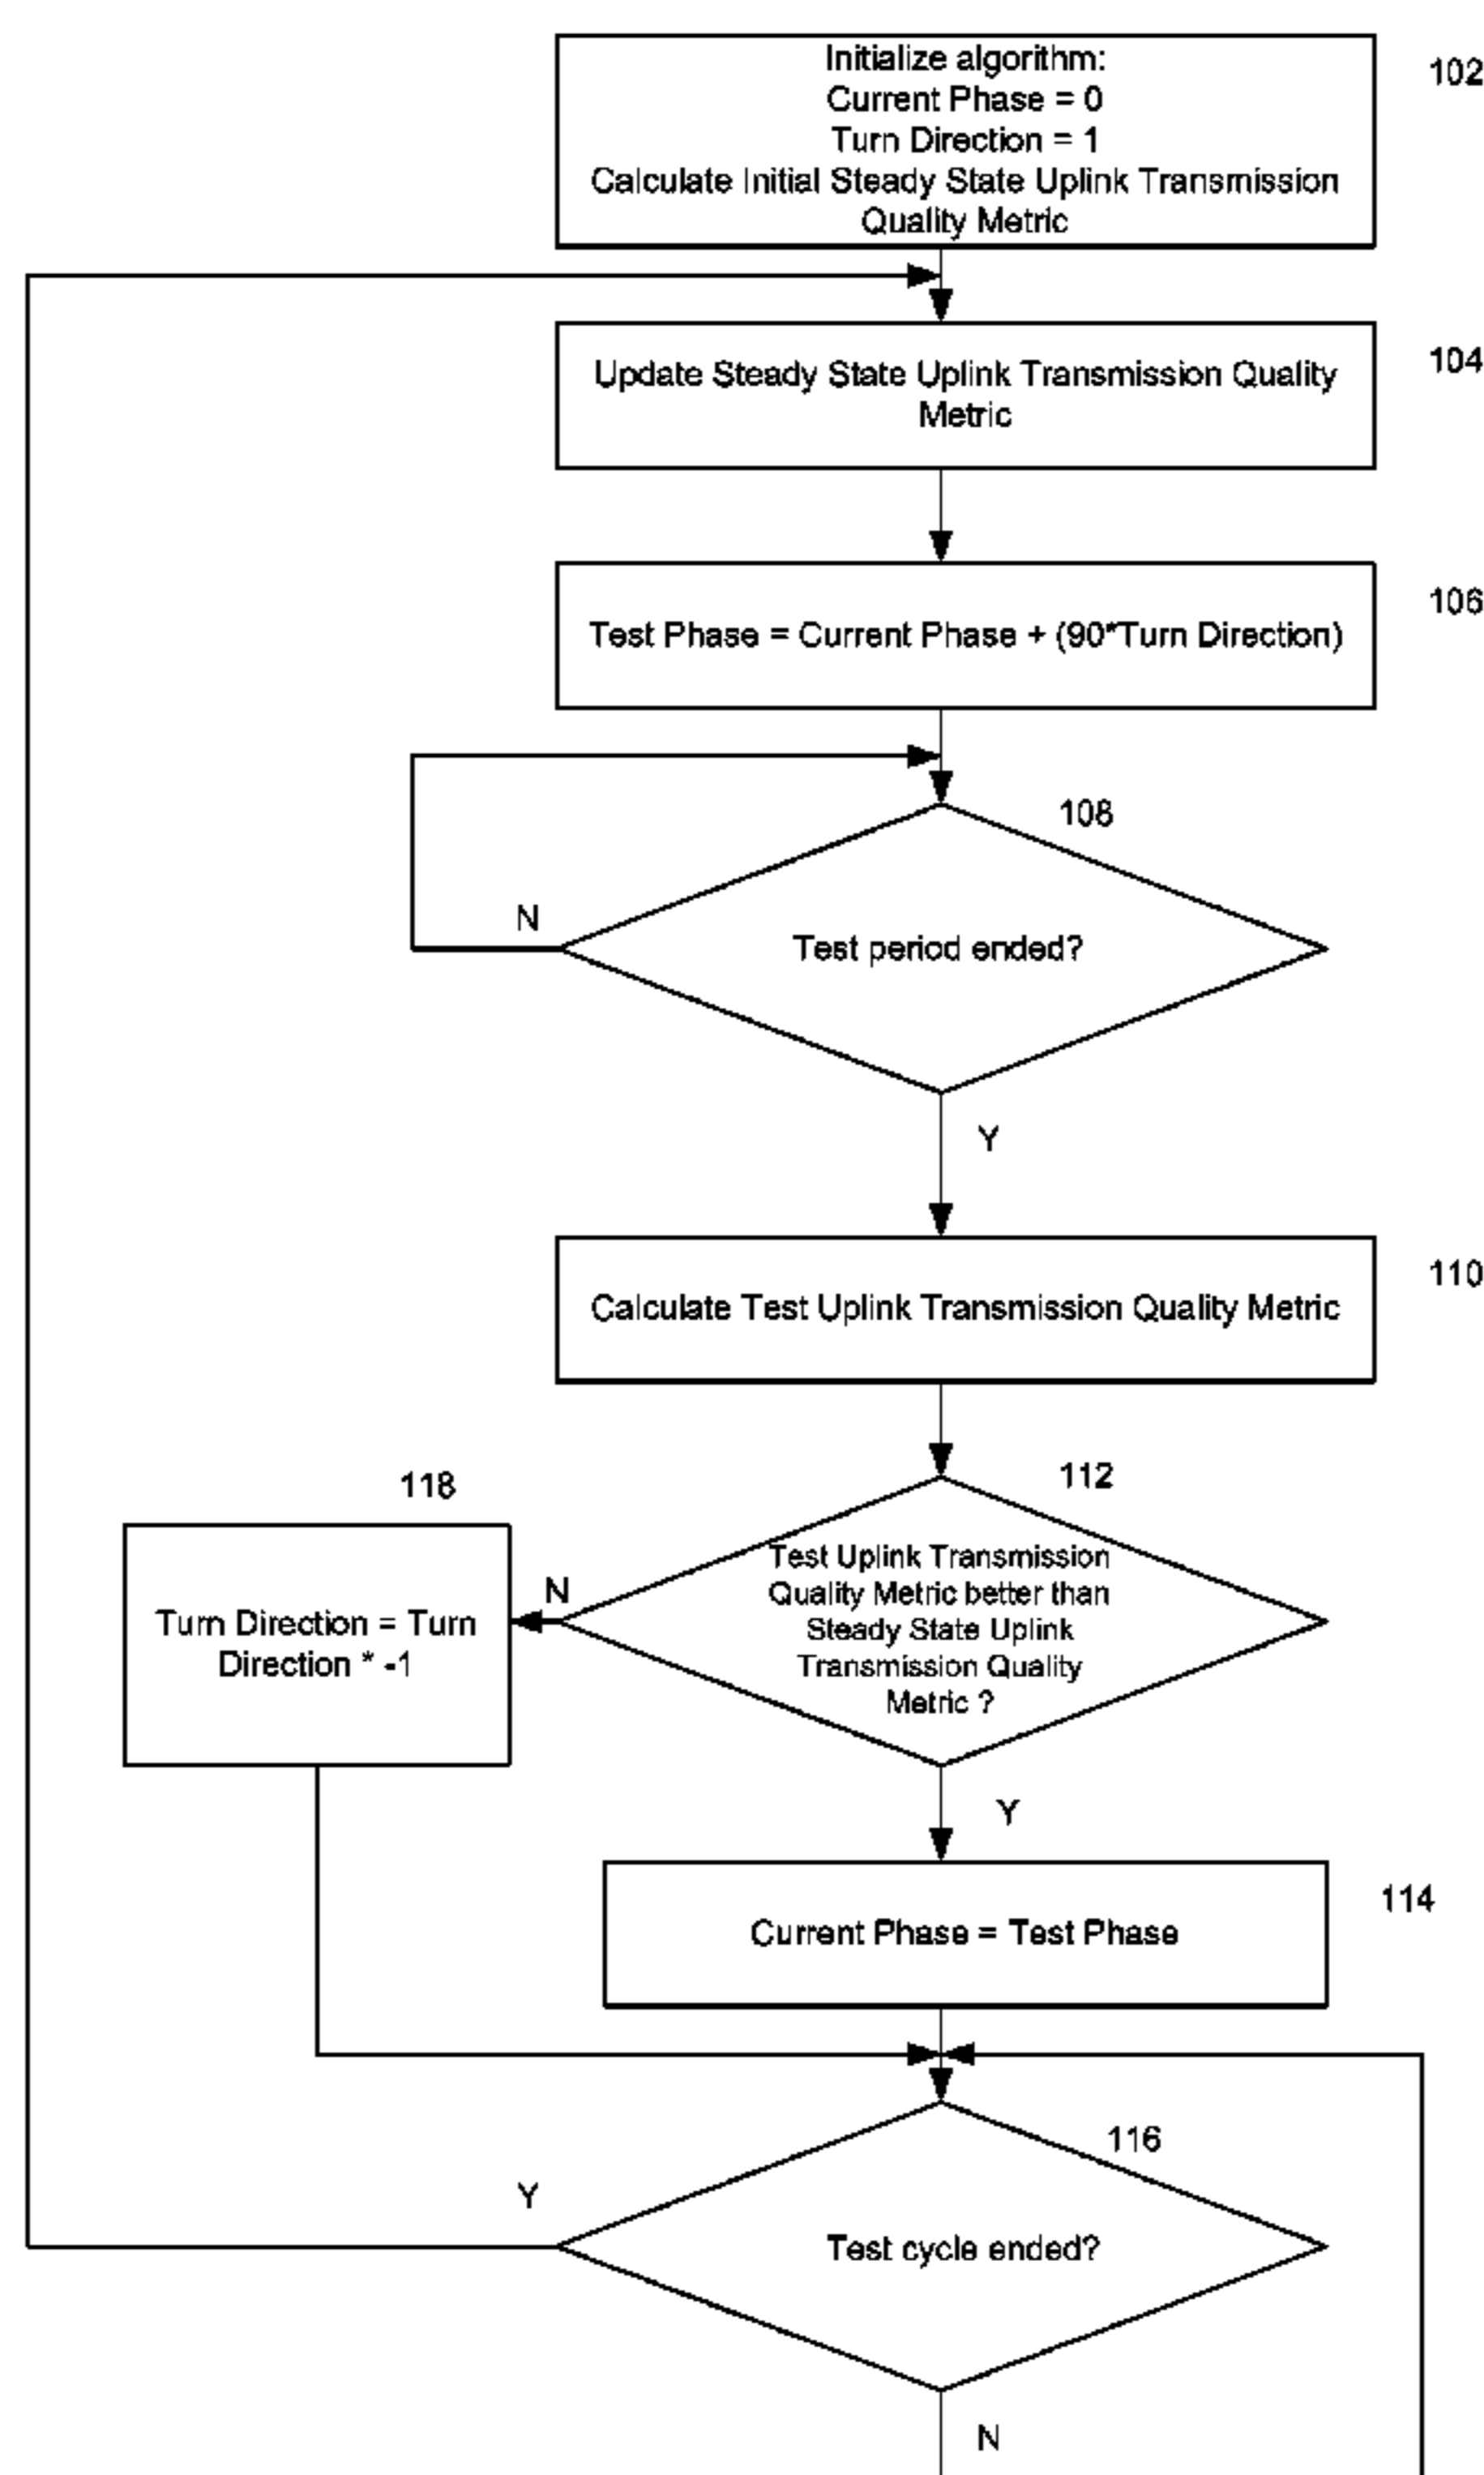 Initialize algorithm:
Current Phase = 0
Turn Direction = 1
Calculate Initial Steady State Uplink Transmission
Quality Metric
102
Update Steady State Uplink Transmission Quality
Metric
104
Test Phase = Current Phase + (90*Turn Direction)
106
108
N
Test period ended?
Y
Calculate Test Uplink Transmission Quality Metric
110
118
112
Turn Direction = Turn
Direction * -1
N
Test Uplink Transmission
Quality Metric better than
Steady State Uplink
Transmission Quality
Metric ?
Y
Current Phase = Test Phase
114
116
Y
Test cycle ended?
N